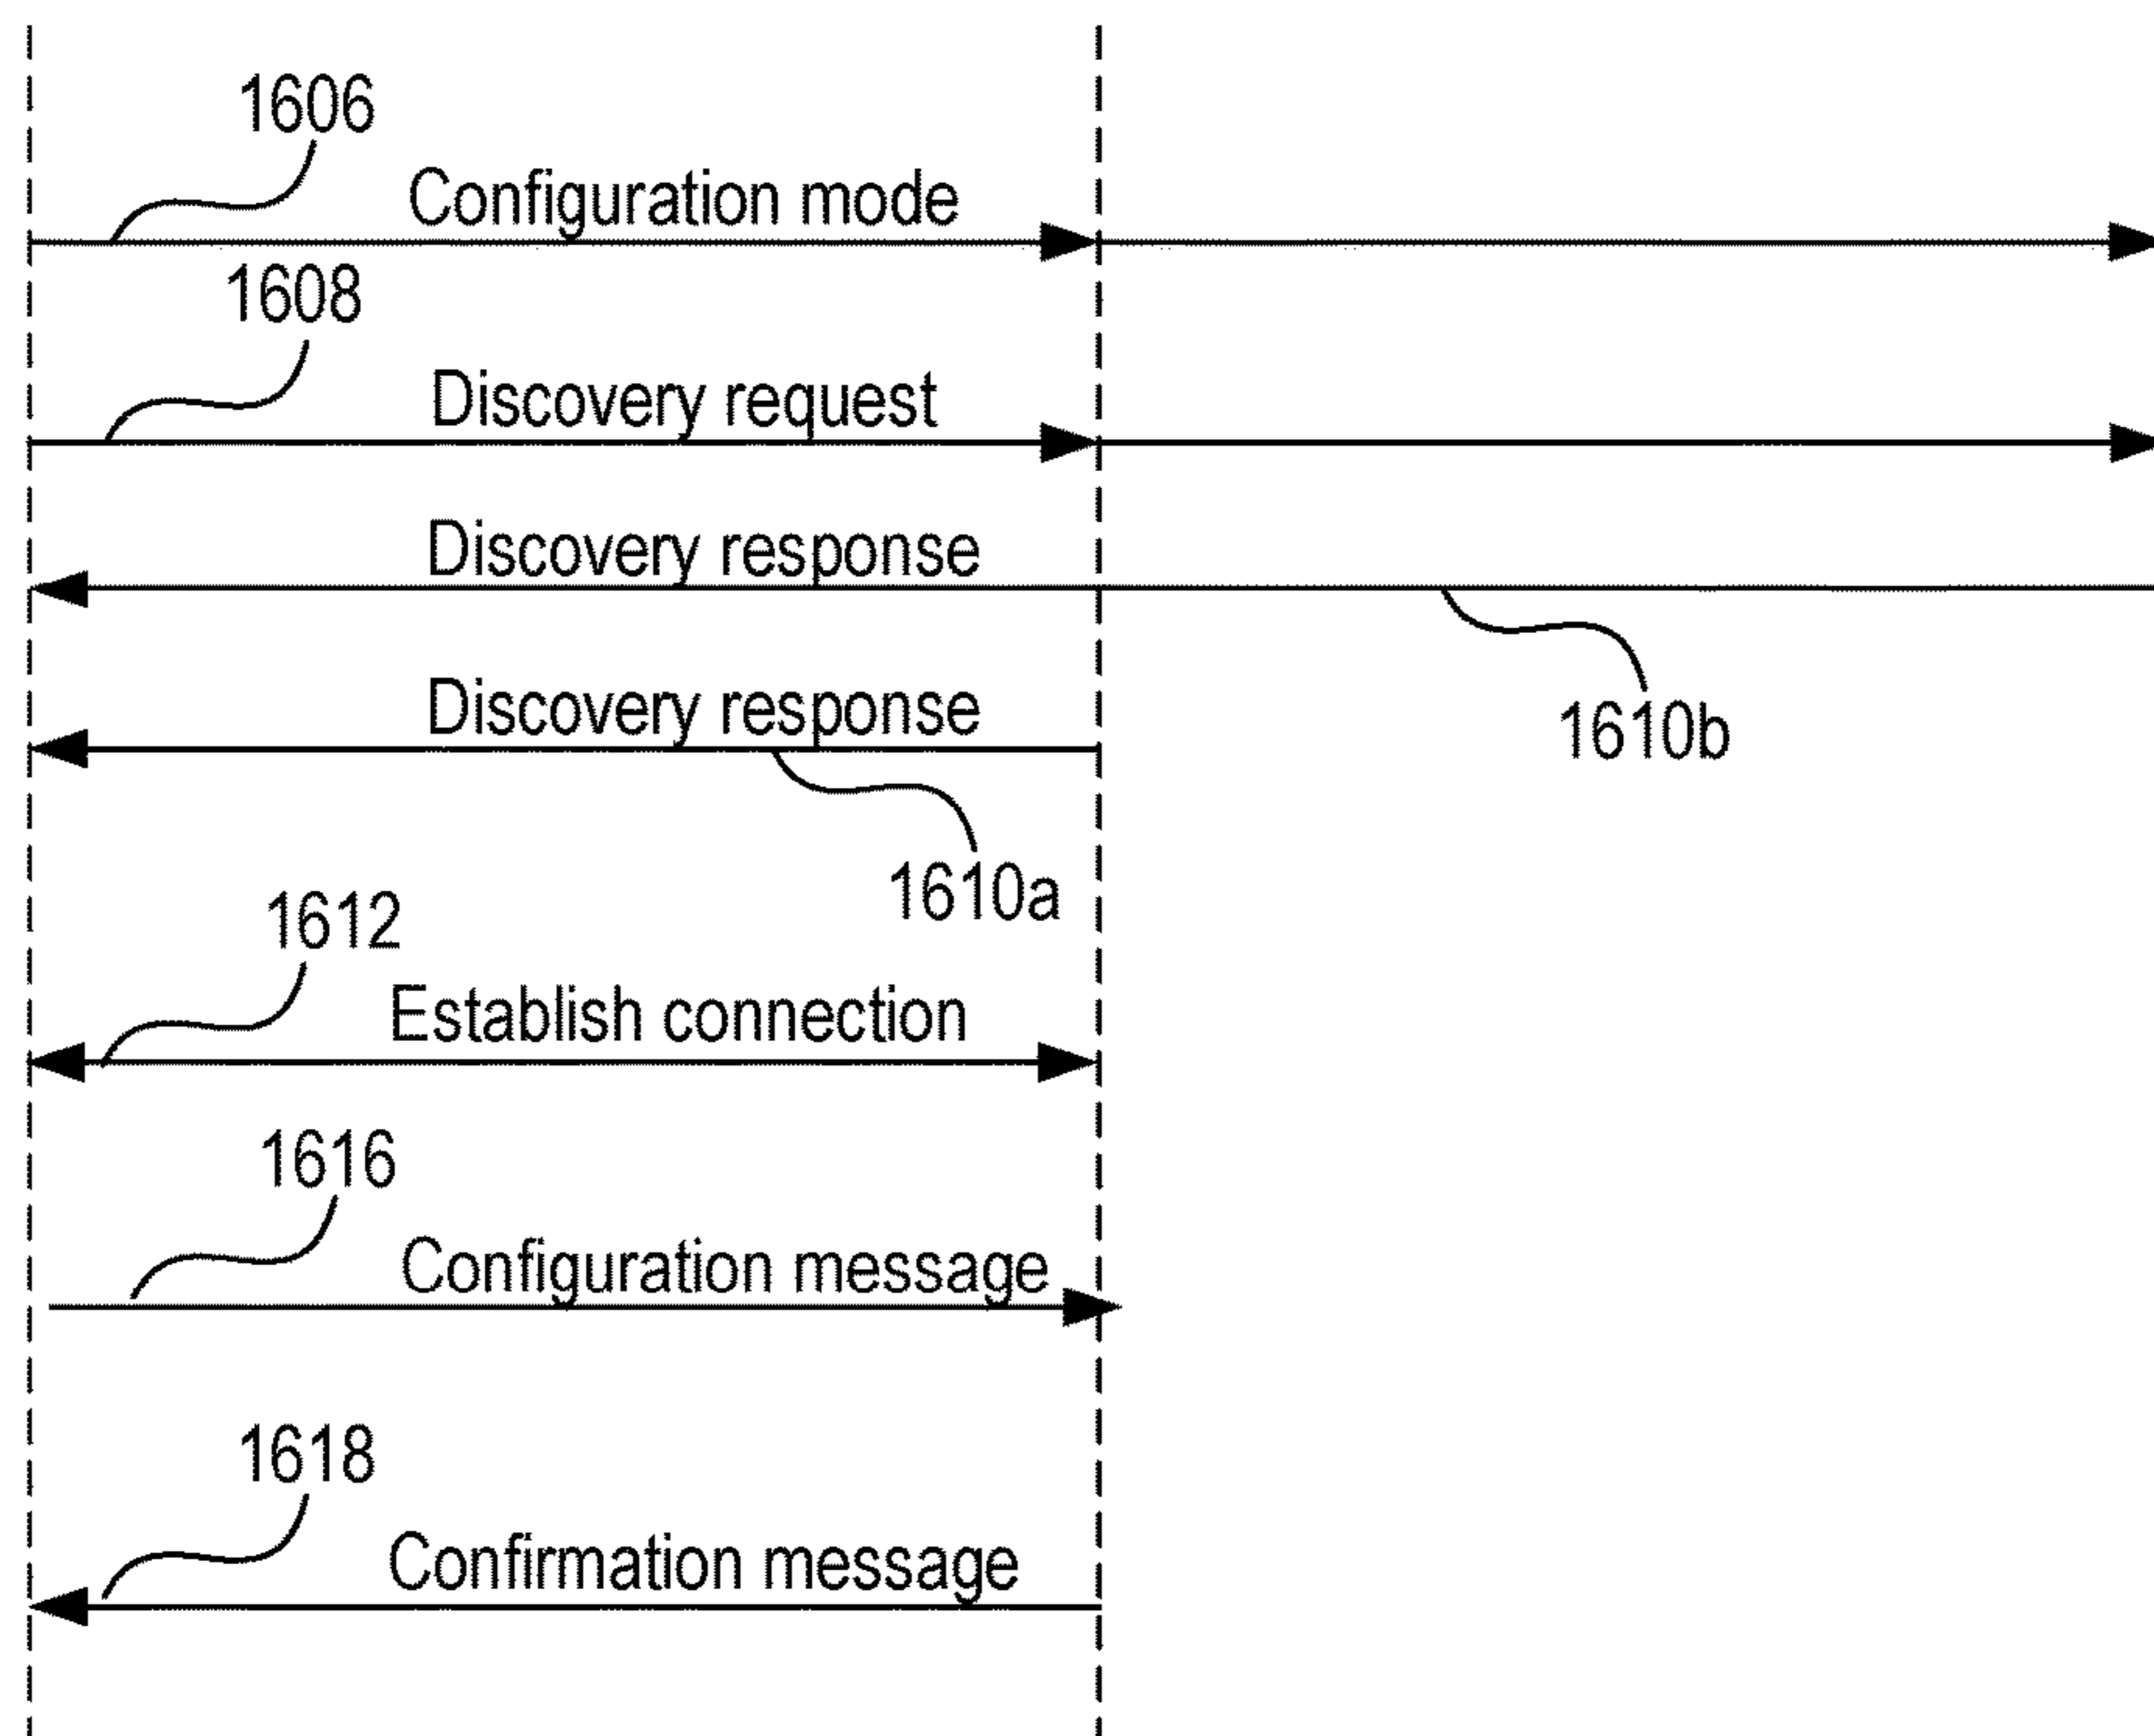 1606
Configuration mode
1608
Discovery request
Discovery response
1610b
Discovery response
1610a
1612
Establish connection
1616
Configuration message
1618
Confirmation message